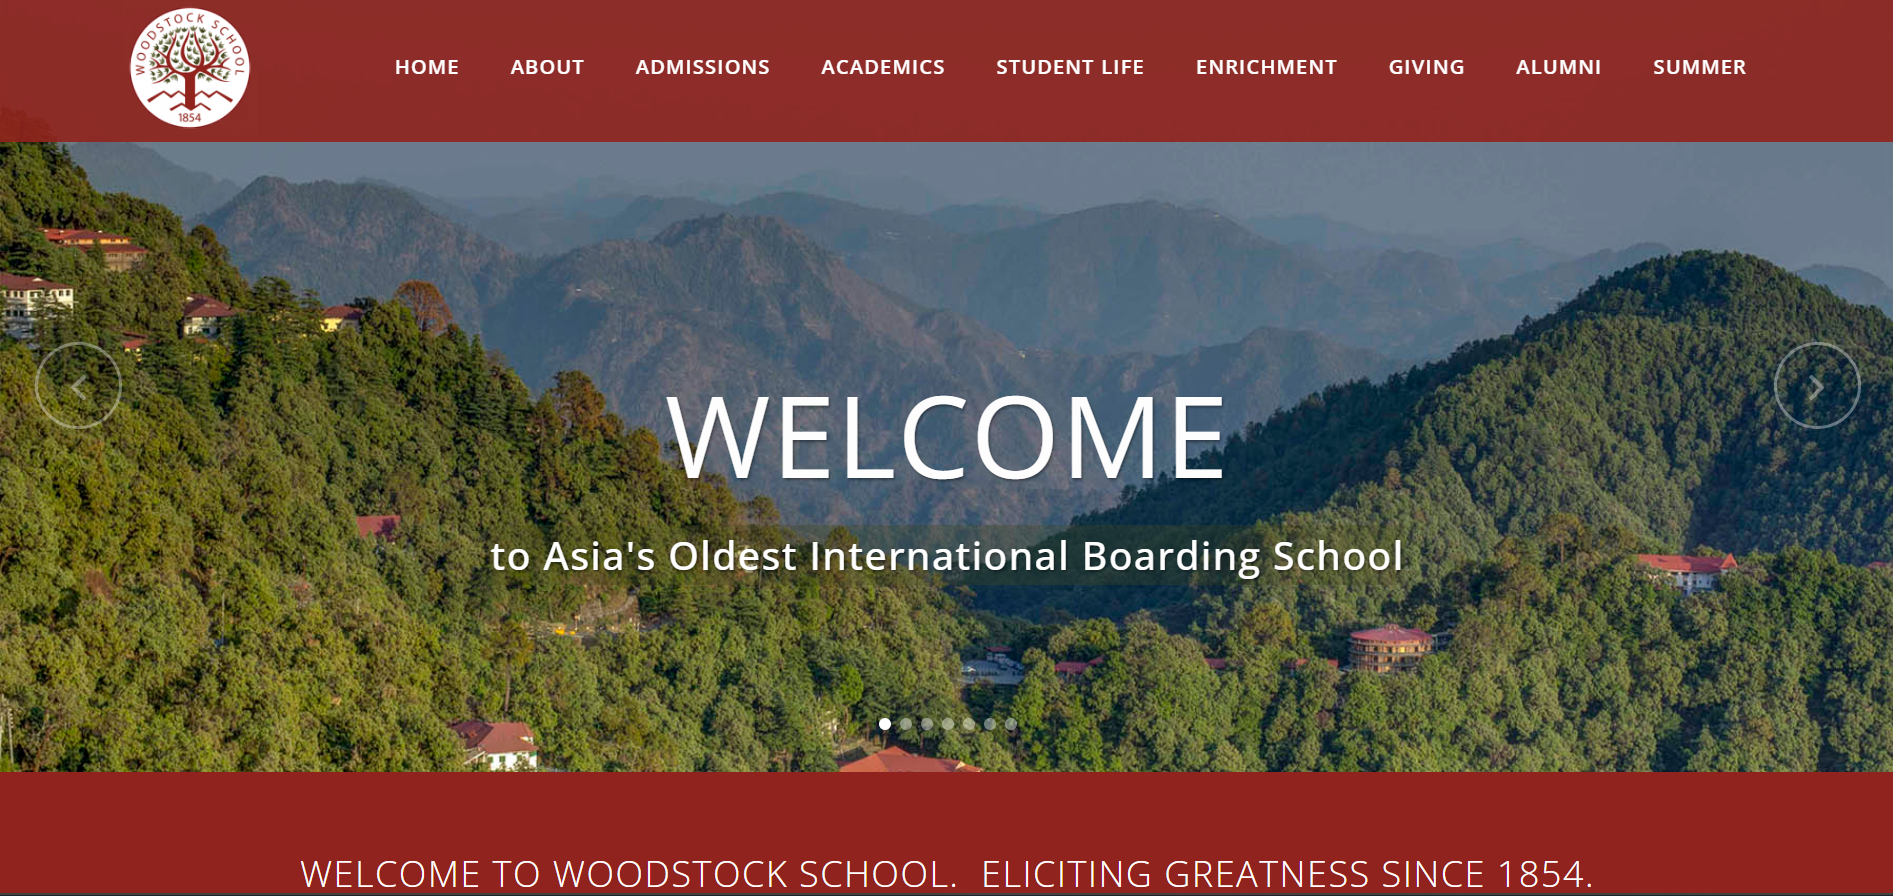 WOODSTOCK SCHOOL
1854
HOME ABOUT ADMISSIONS ACADEMICS STUDENT LIFE ENRICHMENT GIVING ALUMNI SUMMER
WELCOME
to Asia's Oldest International Boarding School
WELCOME TO WOODSTOCK SCHOOL. ELICITING GREATNESS SINCE 1854.